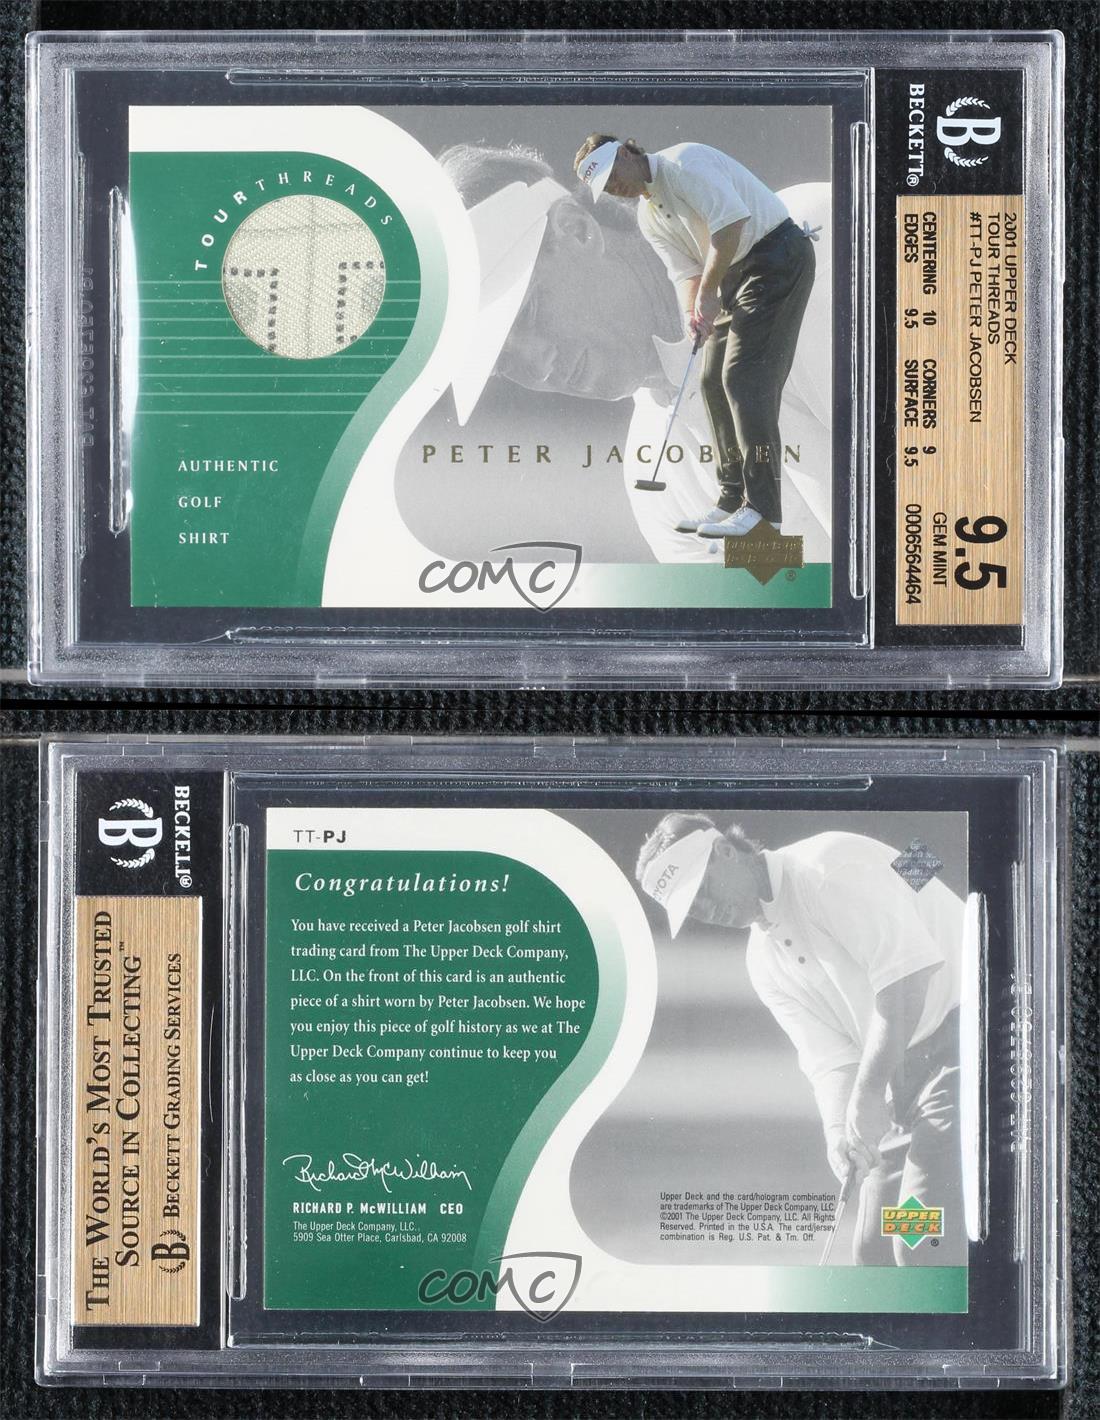 TOUR THREADS
AUTHENTIC
GOLF
SHIRT
PETER JACOBSEN
TOYOTA
COMC
BECKETT®
B
2001 UPPER DECK
TOUR THREADS
#TT-PJ PETER JACOBSEN
CENTERING 10 CORNERS 9
EDGES 9.5 SURFACE 9.5
9.5
GEM MINT
0006564464
BECKETT®
B
THE WORLD'S MOST TRUSTED
SOURCE IN COLLECTING™
B BECKETT GRADING SERVICES
TT-PJ
Congratulations!
You have received a Peter Jacobsen golf shirt
trading card from The Upper Deck Company,
LLC. On the front of this card is an authentic
piece of a shirt worn by Peter Jacobsen. We hope
you enjoy this piece of golf history as we at The
Upper Deck Company continue to keep you
as close as you can get!
Richard P. McWilliam
RICHARD P. McWILLIAM CEO
The Upper Deck Company, LLC.
5909 Sea Otter Place, Carlsbad, CA 92008
TOYOTA
Upper Deck and the card/hologram combination
are trademarks of The Upper Deck Company, LLC.
©2001 The Upper Deck Company, LLC. All Rights
Reserved. Printed in the U.S.A. The card/jersey
combination is Reg. U.S. Pat. & Tm. Off.
UPPER
DECK
®
COMC